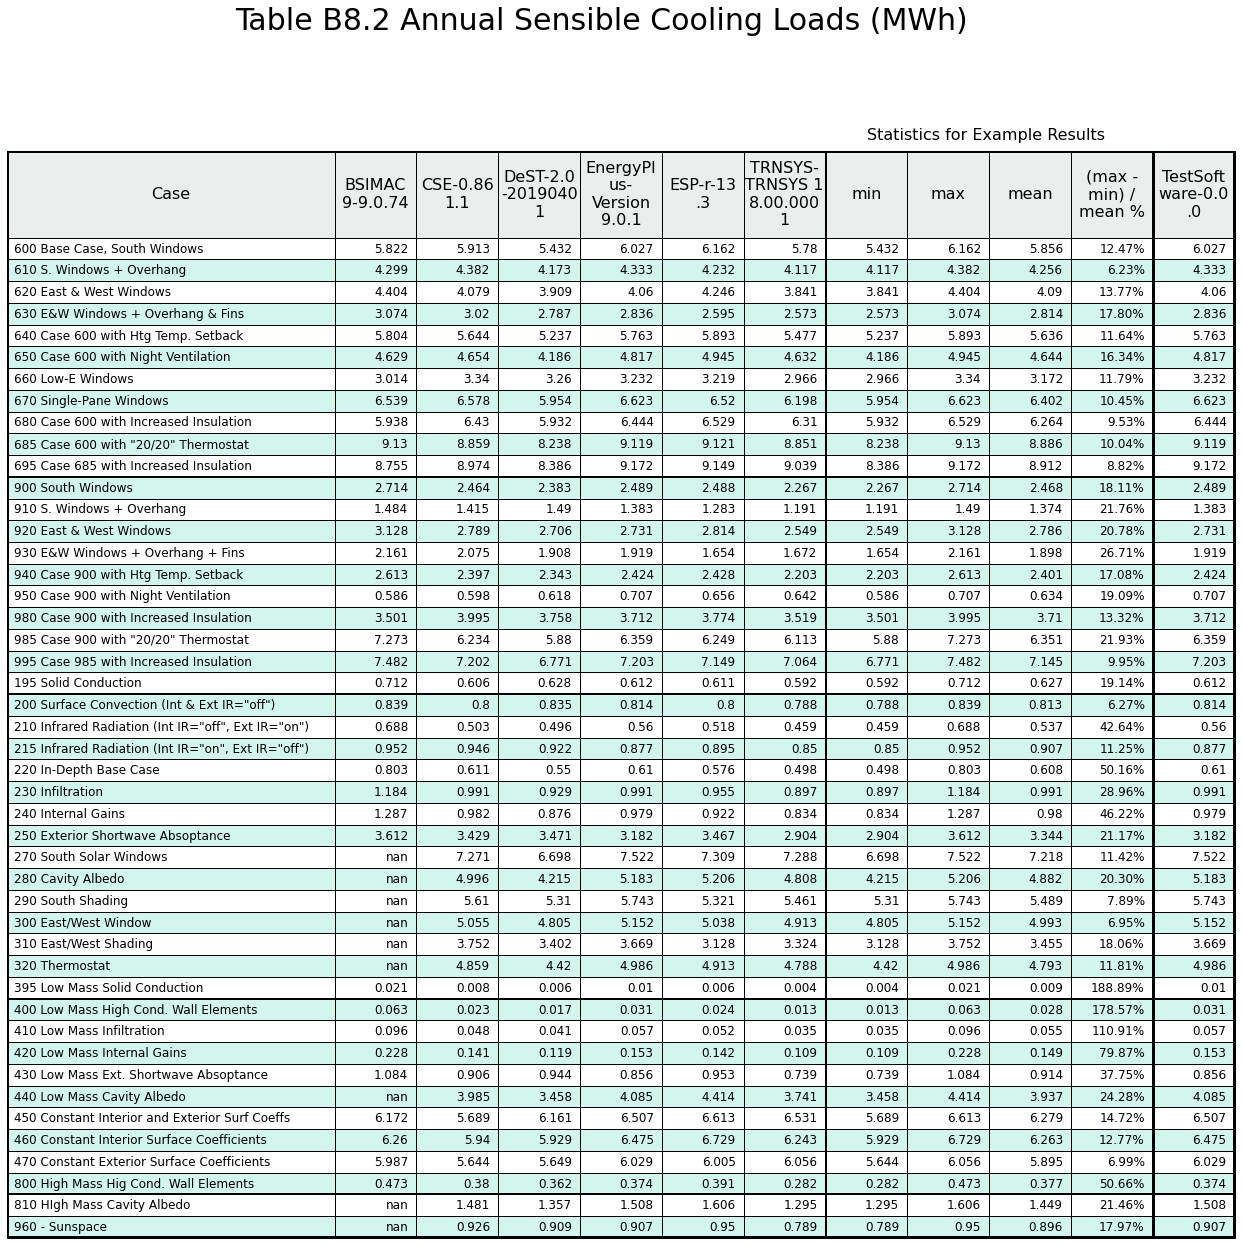 Table B8.2 Annual Sensible Cooling Loads (MWh)
Statistics for Example Results
Case | BSIMAC 9-9.0.74 | CSE-0.86 1.1 | DeST-2.0 -2019040 1 | EnergyPl us- Version 9.0.1 | ESP-r-13 .3 | TRNSYS- TRNSYS 1 8.00.000 1 | min | max | mean | (max - min) / mean % | TestSoft ware-0.0 .0
600 Base Case, South Windows 5.822 5.913 5.432 6.027 6.162 5.78 5.432 6.162 5.856 12.47% 6.027
610 S. Windows + Overhang 4.299 4.382 4.173 4.333 4.232 4.117 4.117 4.382 4.256 6.23% 4.333
620 East & West Windows 4.404 4.079 3.909 4.06 4.246 3.841 3.841 4.404 4.09 13.77% 4.06
630 E&W Windows + Overhang & Fins 3.074 3.02 2.787 2.836 2.595 2.573 2.573 3.074 2.814 17.80% 2.836
640 Case 600 with Htg Temp. Setback 5.804 5.644 5.237 5.763 5.893 5.477 5.237 5.893 5.636 11.64% 5.763
650 Case 600 with Night Ventilation 4.629 4.654 4.186 4.817 4.945 4.632 4.186 4.945 4.644 16.34% 4.817
660 Low-E Windows 3.014 3.34 3.26 3.232 3.219 2.966 2.966 3.34 3.172 11.79% 3.232
670 Single-Pane Windows 6.539 6.578 5.954 6.623 6.52 6.198 5.954 6.623 6.402 10.45% 6.623
680 Case 600 with Increased Insulation 5.938 6.43 5.932 6.444 6.529 6.31 5.932 6.529 6.264 9.53% 6.444
685 Case 600 with "20/20" Thermostat 9.13 8.859 8.238 9.119 9.121 8.851 8.238 9.13 8.886 10.04% 9.119
695 Case 685 with Increased Insulation 8.755 8.974 8.386 9.172 9.149 9.039 8.386 9.172 8.912 8.82% 9.172
900 South Windows 2.714 2.464 2.383 2.489 2.488 2.267 2.267 2.714 2.468 18.11% 2.489
910 S. Windows + Overhang 1.484 1.415 1.49 1.383 1.283 1.191 1.191 1.49 1.374 21.76% 1.383
920 East & West Windows 3.128 2.789 2.706 2.731 2.814 2.549 2.549 3.128 2.786 20.78% 2.731
930 E&W Windows + Overhang + Fins 2.161 2.075 1.908 1.919 1.654 1.672 1.654 2.161 1.898 26.71% 1.919
940 Case 900 with Htg Temp. Setback 2.613 2.397 2.343 2.424 2.428 2.203 2.203 2.613 2.401 17.08% 2.424
950 Case 900 with Night Ventilation 0.586 0.598 0.618 0.707 0.656 0.642 0.586 0.707 0.634 19.09% 0.707
980 Case 900 with Increased Insulation 3.501 3.995 3.758 3.712 3.774 3.519 3.501 3.995 3.71 13.32% 3.712
985 Case 900 with "20/20" Thermostat 7.273 6.234 5.88 6.359 6.249 6.113 5.88 7.273 6.351 21.93% 6.359
995 Case 985 with Increased Insulation 7.482 7.202 6.771 7.203 7.149 7.064 6.771 7.482 7.145 9.95% 7.203
195 Solid Conduction 0.712 0.606 0.628 0.612 0.611 0.592 0.592 0.712 0.627 19.14% 0.612
200 Surface Convection (Int & Ext IR="off") 0.839 0.8 0.835 0.814 0.8 0.788 0.788 0.839 0.813 6.27% 0.814
210 Infrared Radiation (Int IR="off", Ext IR="on") 0.688 0.503 0.496 0.56 0.518 0.459 0.459 0.688 0.537 42.64% 0.56
215 Infrared Radiation (Int IR="on", Ext IR="off") 0.952 0.946 0.922 0.877 0.895 0.85 0.85 0.952 0.907 11.25% 0.877
220 In-Depth Base Case 0.803 0.611 0.55 0.61 0.576 0.498 0.498 0.803 0.608 50.16% 0.61
230 Infiltration 1.184 0.991 0.929 0.991 0.955 0.897 0.897 1.184 0.991 28.96% 0.991
240 Internal Gains 1.287 0.982 0.876 0.979 0.922 0.834 0.834 1.287 0.98 46.22% 0.979
250 Exterior Shortwave Absoptance 3.612 3.429 3.471 3.182 3.467 2.904 2.904 3.612 3.344 21.17% 3.182
270 South Solar Windows nan 7.271 6.698 7.522 7.309 7.288 6.698 7.522 7.218 11.42% 7.522
280 Cavity Albedo nan 4.996 4.215 5.183 5.206 4.808 4.215 5.206 4.882 20.30% 5.183
290 South Shading nan 5.61 5.31 5.743 5.321 5.461 5.31 5.743 5.489 7.89% 5.743
300 East/West Window nan 5.055 4.805 5.152 5.038 4.913 4.805 5.152 4.993 6.95% 5.152
310 East/West Shading nan 3.752 3.402 3.669 3.128 3.324 3.128 3.752 3.455 18.06% 3.669
320 Thermostat nan 4.859 4.42 4.986 4.913 4.788 4.42 4.986 4.793 11.81% 4.986
395 Low Mass Solid Conduction 0.021 0.008 0.006 0.01 0.006 0.004 0.004 0.021 0.009 188.89% 0.01
400 Low Mass High Cond. Wall Elements 0.063 0.023 0.017 0.031 0.024 0.013 0.013 0.063 0.028 178.57% 0.031
410 Low Mass Infiltration 0.096 0.048 0.041 0.057 0.052 0.035 0.035 0.096 0.055 110.91% 0.057
420 Low Mass Internal Gains 0.228 0.141 0.119 0.153 0.142 0.109 0.109 0.228 0.149 79.87% 0.153
430 Low Mass Ext. Shortwave Absoptance 1.084 0.906 0.944 0.856 0.953 0.739 0.739 1.084 0.914 37.75% 0.856
440 Low Mass Cavity Albedo nan 3.985 3.458 4.085 4.414 3.741 3.458 4.414 3.937 24.28% 4.085
450 Constant Interior and Exterior Surf Coeffs 6.172 5.689 6.161 6.507 6.613 6.531 5.689 6.613 6.279 14.72% 6.507
460 Constant Interior Surface Coefficients 6.26 5.94 5.929 6.475 6.729 6.243 5.929 6.729 6.263 12.77% 6.475
470 Constant Exterior Surface Coefficients 5.987 5.644 5.649 6.029 6.005 6.056 5.644 6.056 5.895 6.99% 6.029
800 High Mass Hig Cond. Wall Elements 0.473 0.38 0.362 0.374 0.391 0.282 0.282 0.473 0.377 50.66% 0.374
810 HIgh Mass Cavity Albedo nan 1.481 1.357 1.508 1.606 1.295 1.295 1.606 1.449 21.46% 1.508
960 - Sunspace nan 0.926 0.909 0.907 0.95 0.789 0.789 0.95 0.896 17.97% 0.907